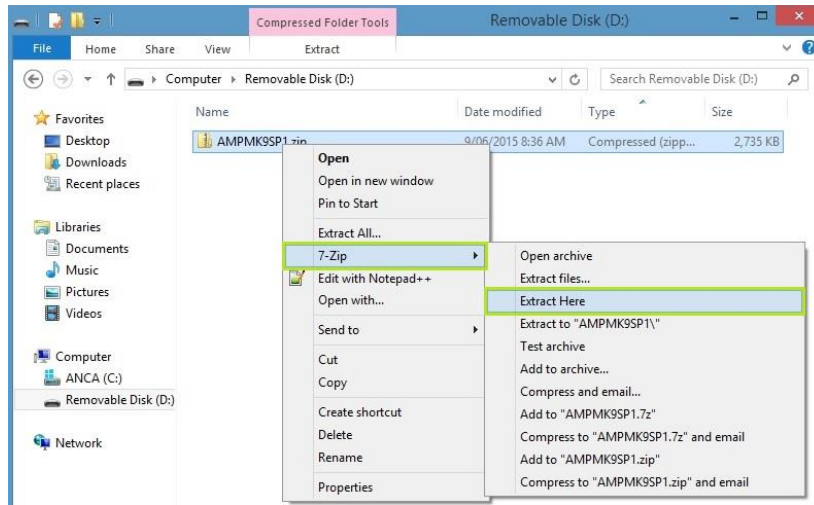 Compressed Folder Tools
Removable Disk (D:)
File
Home
Share
View
Extract
Computer
Removable Disk (D:)
Search Removable Disk (D:)
Favorites
Desktop
Downloads
Recent places
Libraries
Documents
Music
Pictures
Videos
Computer
ANCA (C:)
Removable Disk (D:)
Network
Name
Date modified
Type
Size
AMPMK9SP1.zip
9/06/2015 8:36 AM
Compressed (zipp...
2,735 KB
Open
Open in new window
Pin to Start
Extract All...
7-Zip
Edit with Notepad++
Open with...
Send to
Cut
Copy
Create shortcut
Delete
Rename
Properties
Open archive
Extract files...
Extract Here
Extract to "AMPMK9SP1\"
Test archive
Add to archive...
Compress and email...
Add to "AMPMK9SP1.7z"
Compress to "AMPMK9SP1.7z" and email
Add to "AMPMK9SP1.zip"
Compress to "AMPMK9SP1.zip" and email